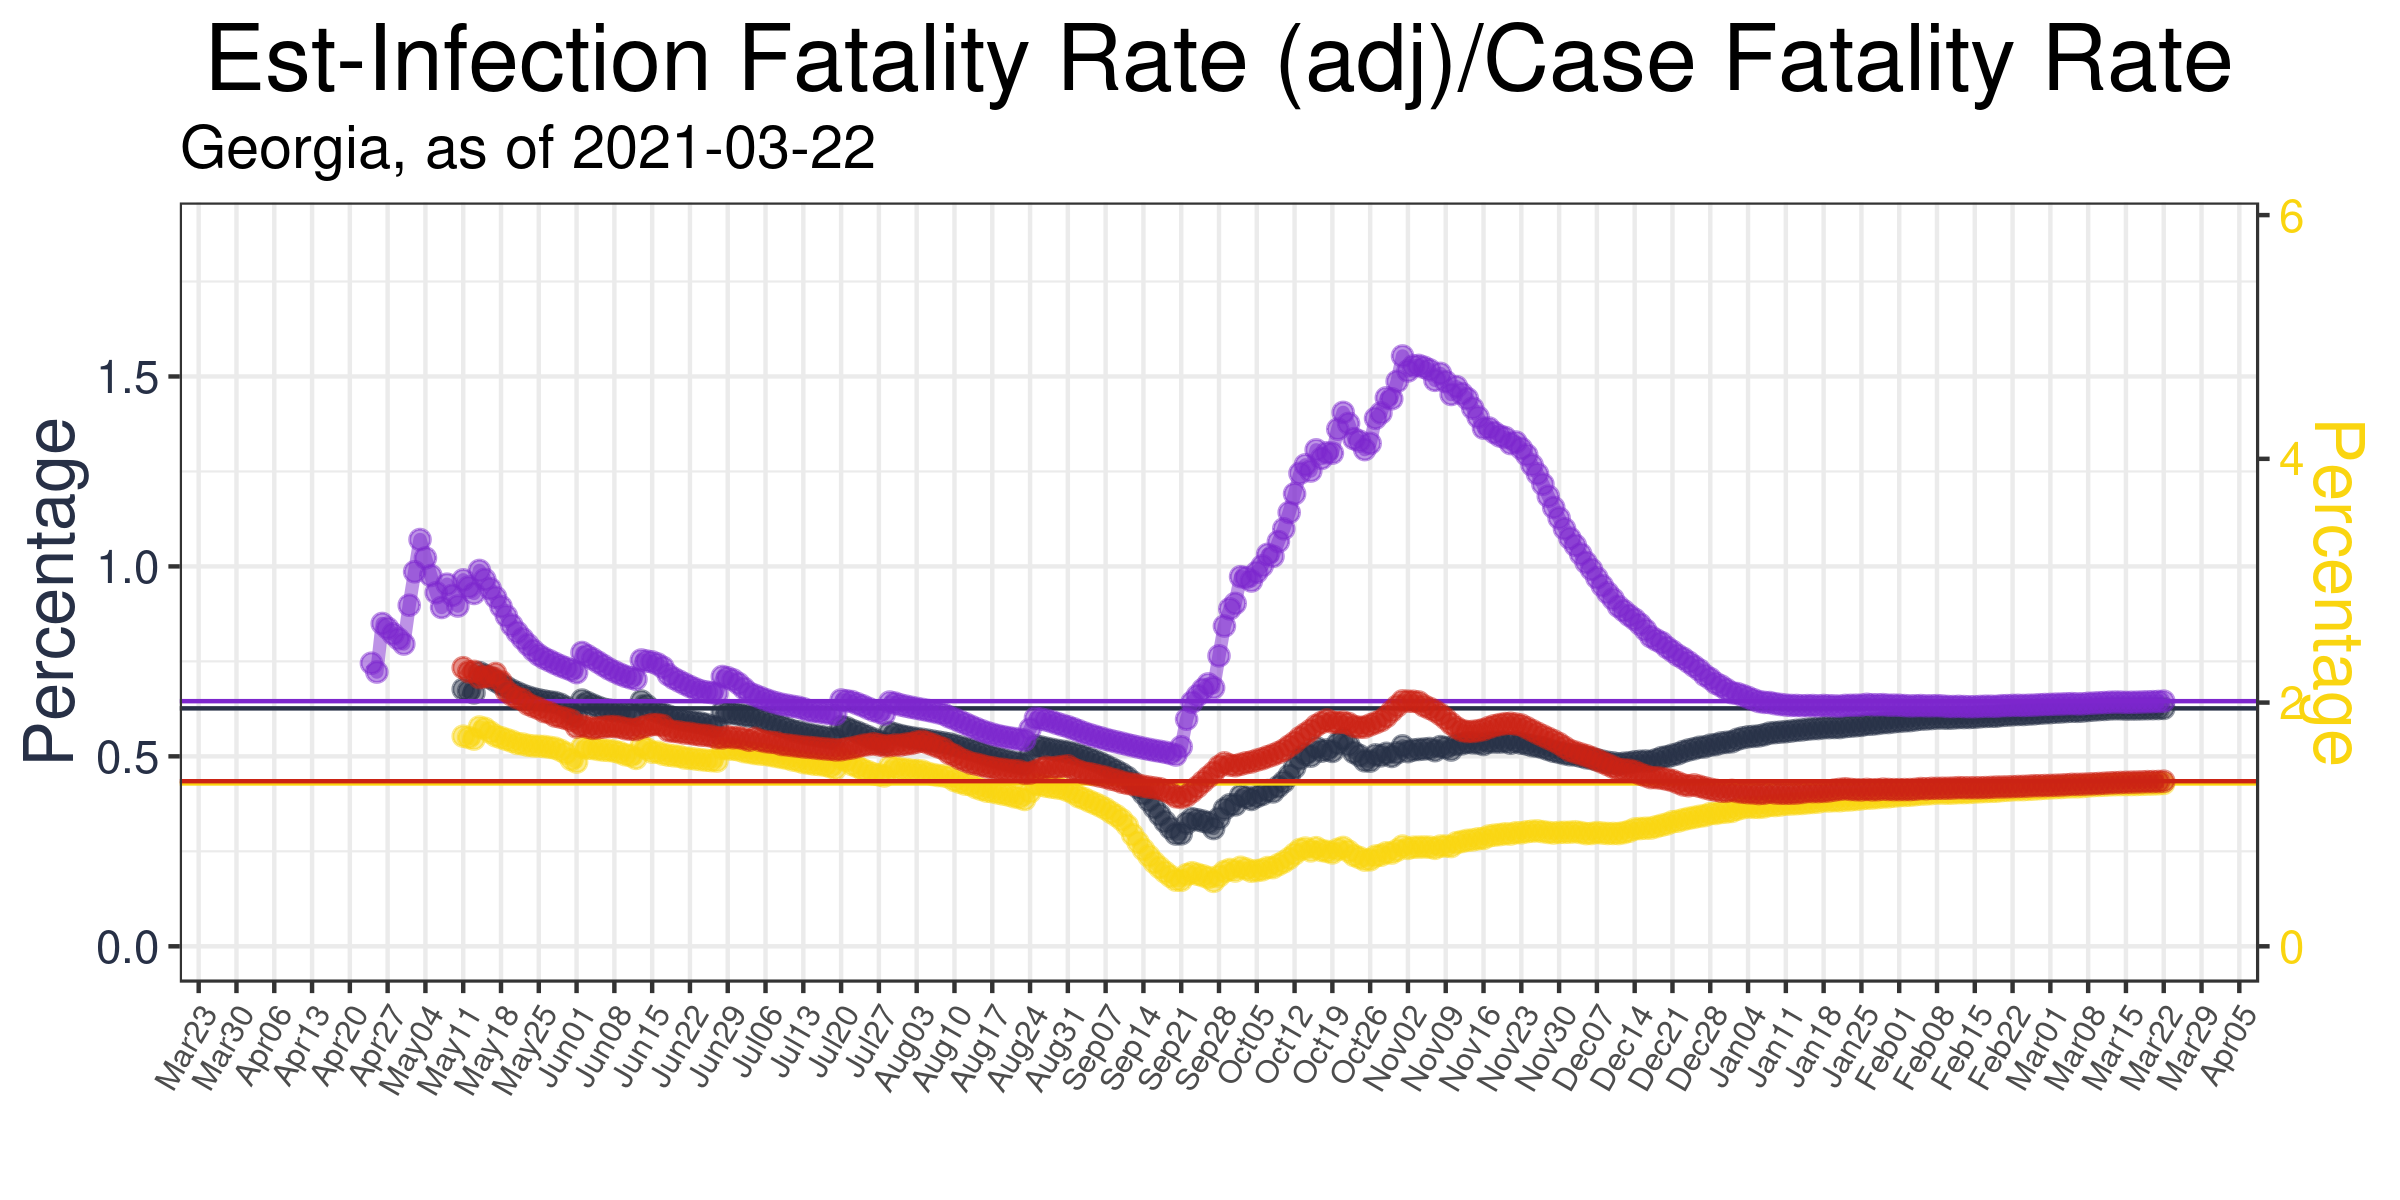 Est-Infection Fatality Rate (adj)/Case Fatality Rate
Georgia, as of 2021-03-22
Percentage
1.5
1.0
0.5
0.0
6
4
2
0
Percentage
Mar23 Mar30 Apr06 Apr13 Apr20 Apr27 May04 May11 May18 May25 Jun01 Jun08 Jun15 Jun22 Jun29 Jul06 Jul13 Jul20 Jul27 Aug03 Aug10 Aug17 Aug24 Aug31 Sep07 Sep14 Sep21 Sep28 Oct05 Oct12 Oct19 Oct26 Nov02 Nov09 Nov16 Nov23 Nov30 Dec07 Dec14 Dec21 Dec28 Jan04 Jan11 Jan18 Jan25 Feb01 Feb08 Feb15 Feb22 Mar01 Mar08 Mar15 Mar22 Mar29 Apr05